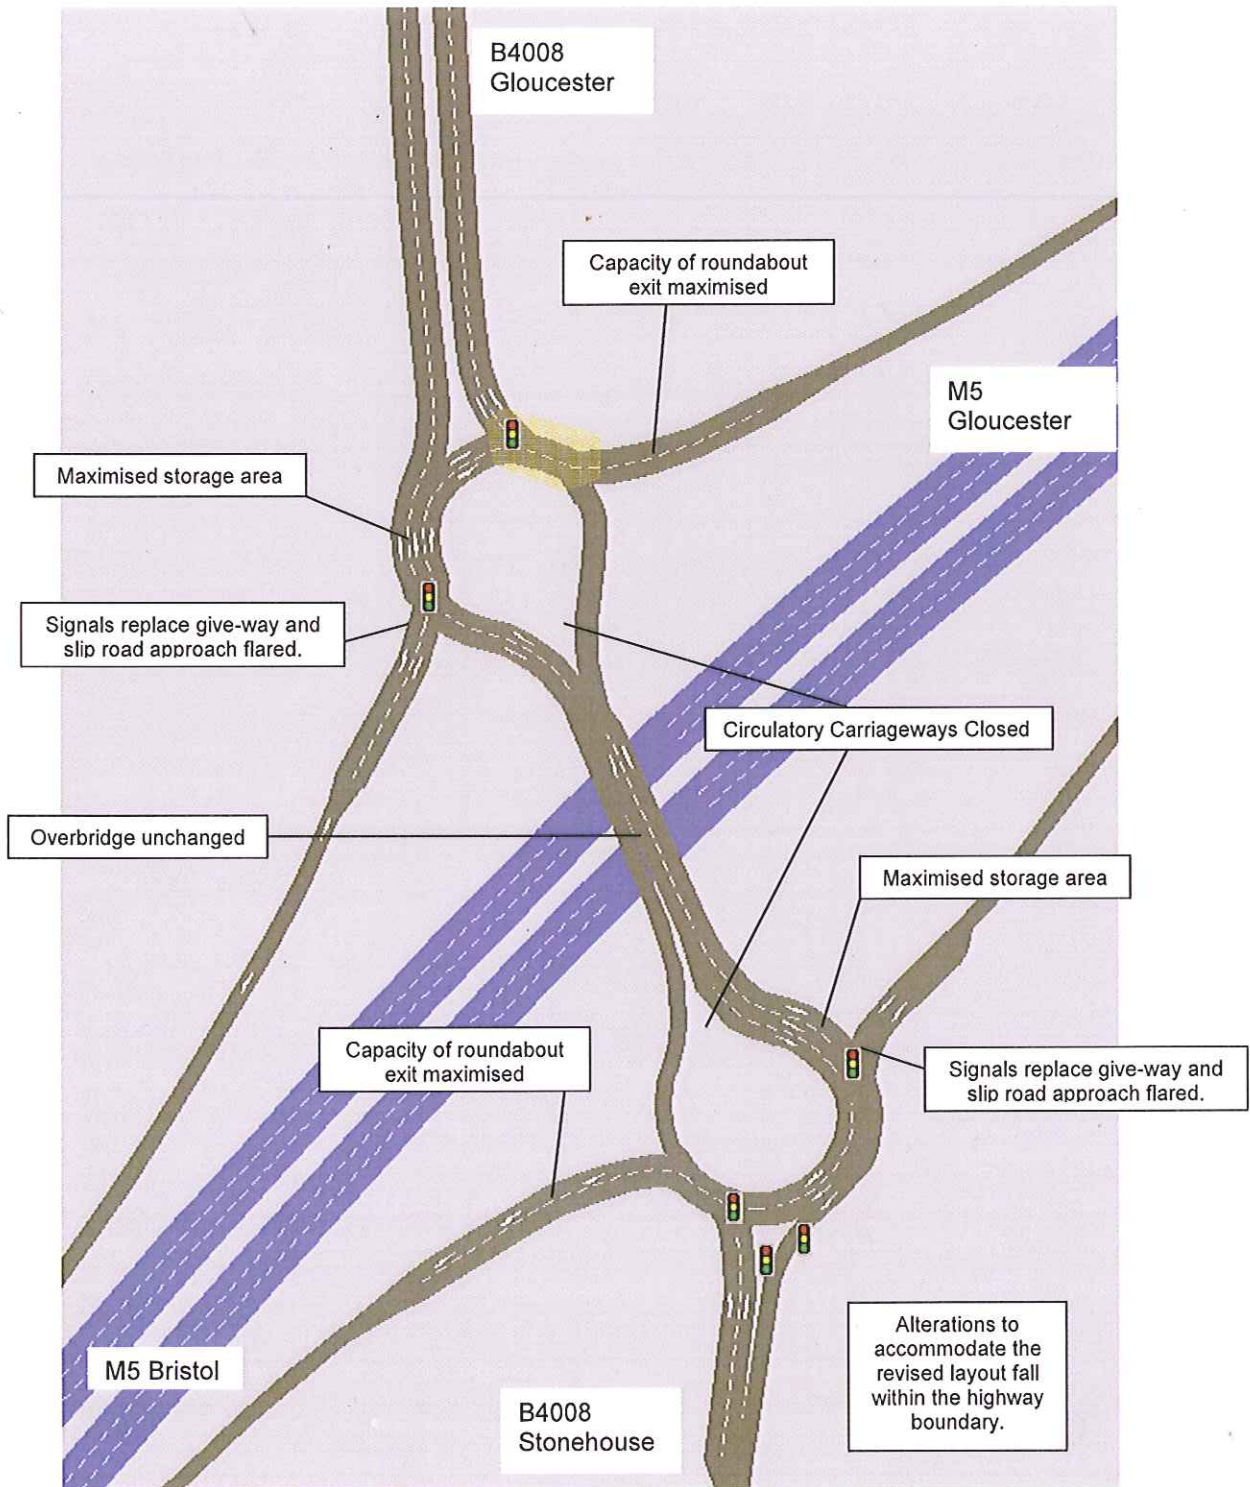 B4008
Gloucester
Capacity of roundabout
exit maximised
M5
Gloucester
Maximised storage area
Signals replace give-way and
slip road approach flared.
Circulatory Carriageways Closed
Overbridge unchanged
Maximised storage area
Capacity of roundabout
exit maximised
Signals replace give-way and
slip road approach flared.
Alterations to
accommodate the
revised layout fall
within the highway
boundary.
M5 Bristol
B4008
Stonehouse